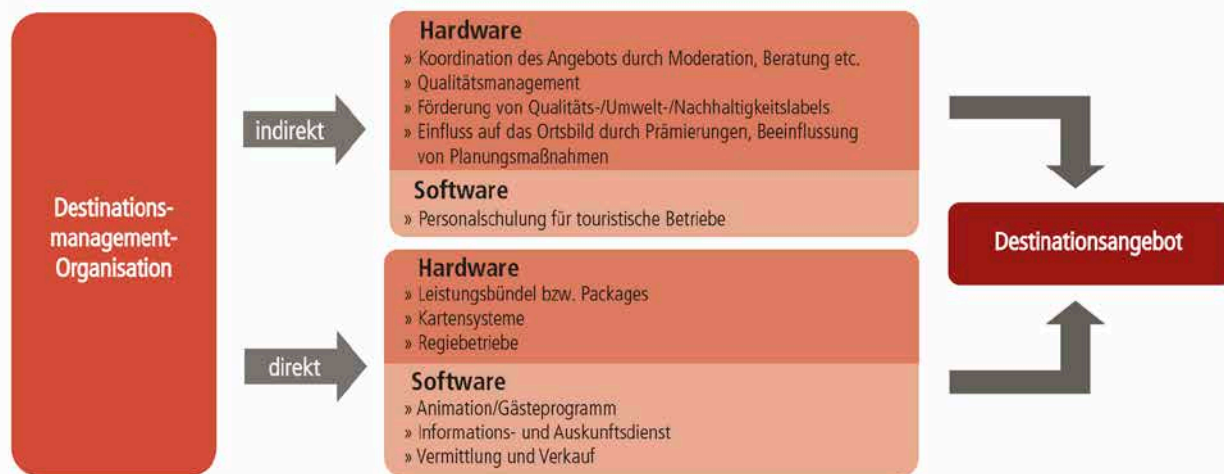 Destinations-
management-
Organisation
indirekt
Hardware
» Koordination des Angebots durch Moderation, Beratung etc.
» Qualitätsmanagement
» Förderung von Qualitäts-/Umwelt-/Nachhaltigkeitslabels
» Einfluss auf das Ortsbild durch Prämierungen, Beeinflussung
von Planungsmaßnahmen
Software
» Personalschulung für touristische Betriebe
direkt
Hardware
» Leistungsbündel bzw. Packages
» Kartensysteme
» Regiebetriebe
Software
» Animation/Gästeprogramm
» Informations- und Auskunftsdienst
» Vermittlung und Verkauf
Destinationsangebot